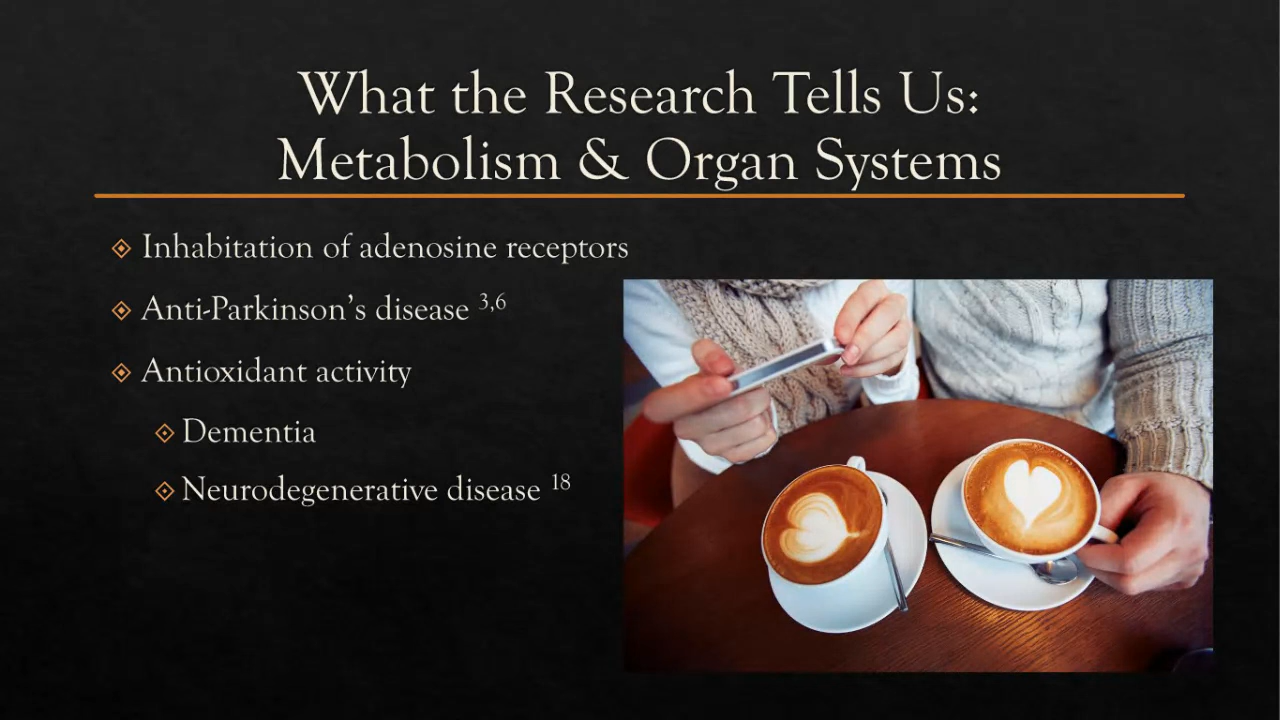 What the Research Tells Us:
Metabolism & Organ Systems
Inhabitation of adenosine receptors
Anti-Parkinson's disease 3,6
Antioxidant activity
Dementia
Neurodegenerative disease 18